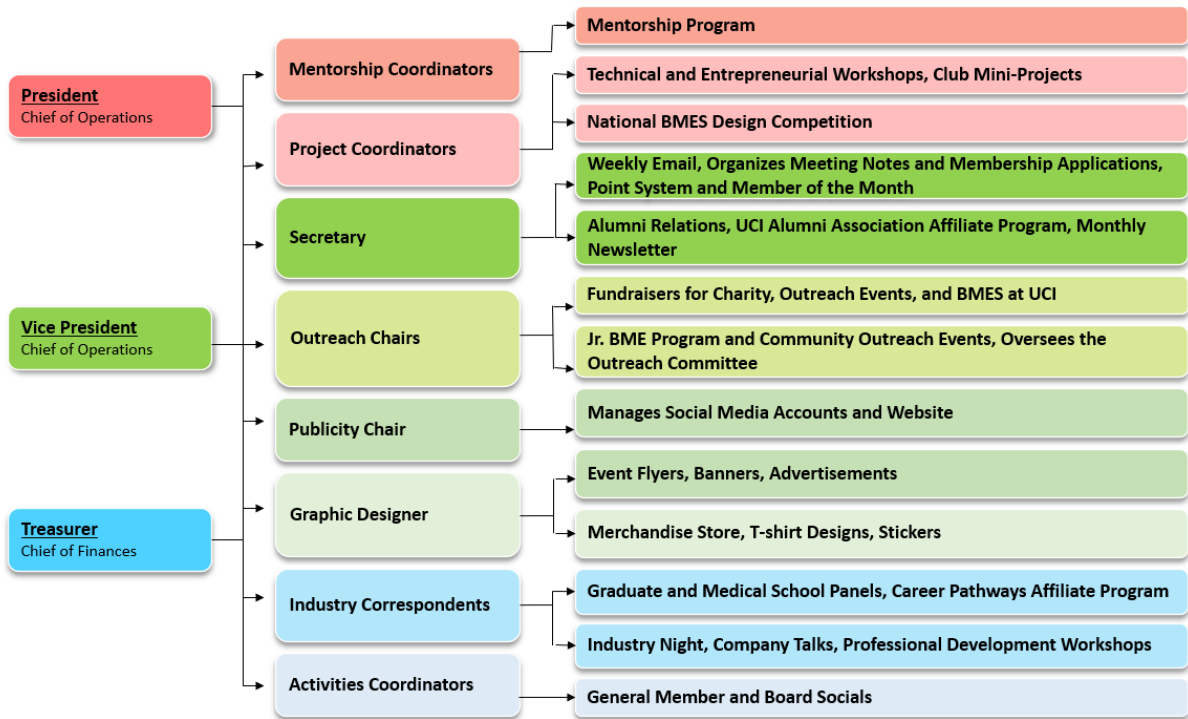 President
Chief of Operations
Vice President
Chief of Operations
Treasurer
Chief of Finances
Mentorship Coordinators
Mentorship Program
Project Coordinators
Technical and Entrepreneurial Workshops, Club Mini-Projects
National BMES Design Competition
Secretary
Weekly Email, Organizes Meeting Notes and Membership Applications,
Point System and Member of the Month
Alumni Relations, UCI Alumni Association Affiliate Program, Monthly
Newsletter
Outreach Chairs
Fundraisers for Charity, Outreach Events, and BMES at UCI
Jr. BME Program and Community Outreach Events, Oversees the
Outreach Committee
Publicity Chair
Manages Social Media Accounts and Website
Graphic Designer
Event Flyers, Banners, Advertisements
Merchandise Store, T-shirt Designs, Stickers
Industry Correspondents
Graduate and Medical School Panels, Career Pathways Affiliate Program
Industry Night, Company Talks, Professional Development Workshops
Activities Coordinators
General Member and Board Socials